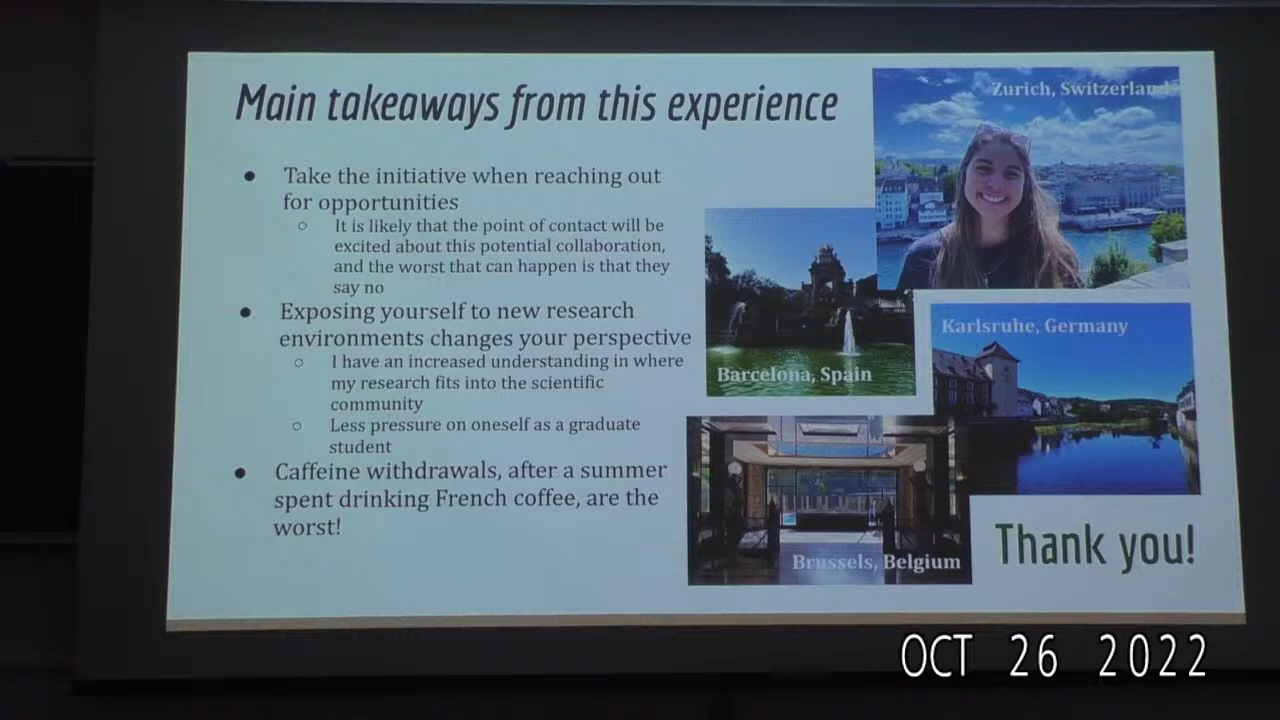 Main takeaways from this experience
Take the initiative when reaching out
for opportunities
It is likely that the point of contact will be
excited about this potential collaboration,
and the worst that can happen is that they
say no
Exposing yourself to new research
environments changes your perspective
I have an increased understanding in where
my research fits into the scientific
community
Less pressure on oneself as a graduate
student
Caffeine withdrawals, after a summer
spent drinking French coffee, are the
worst!
Zurich, Switzerland
Barcelona, Spain
Karlsruhe, Germany
Brussels, Belgium
Thank you!
OCT 26 2022